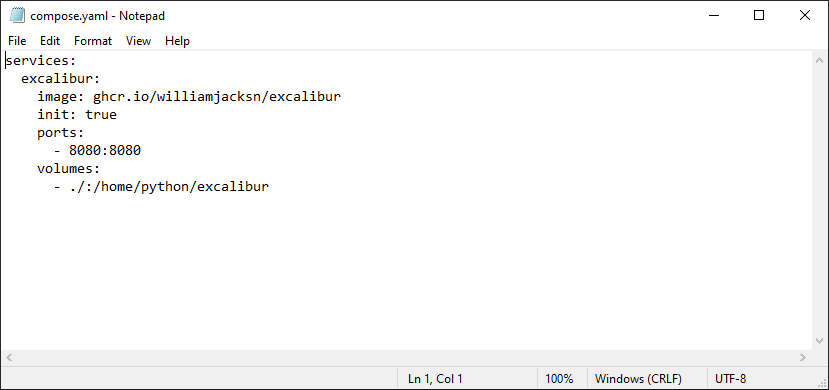 compose.yaml - Notepad
File Edit Format View Help
services:
  excalibur:
    image: ghcr.io/williamjacksn/excalibur
    init: true
    ports:
      - 8080:8080
    volumes:
      - ./:/home/python/excalibur
Ln 1, Col 1 100% Windows (CRLF) UTF-8